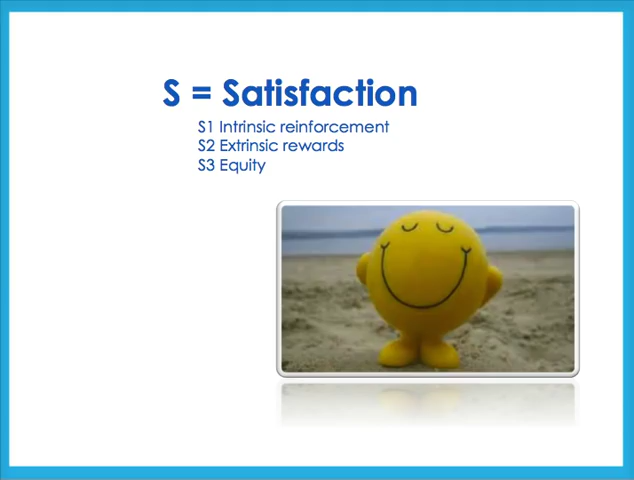 S = Satisfaction
S1 Intrinsic reinforcement
S2 Extrinsic rewards
S3 Equity